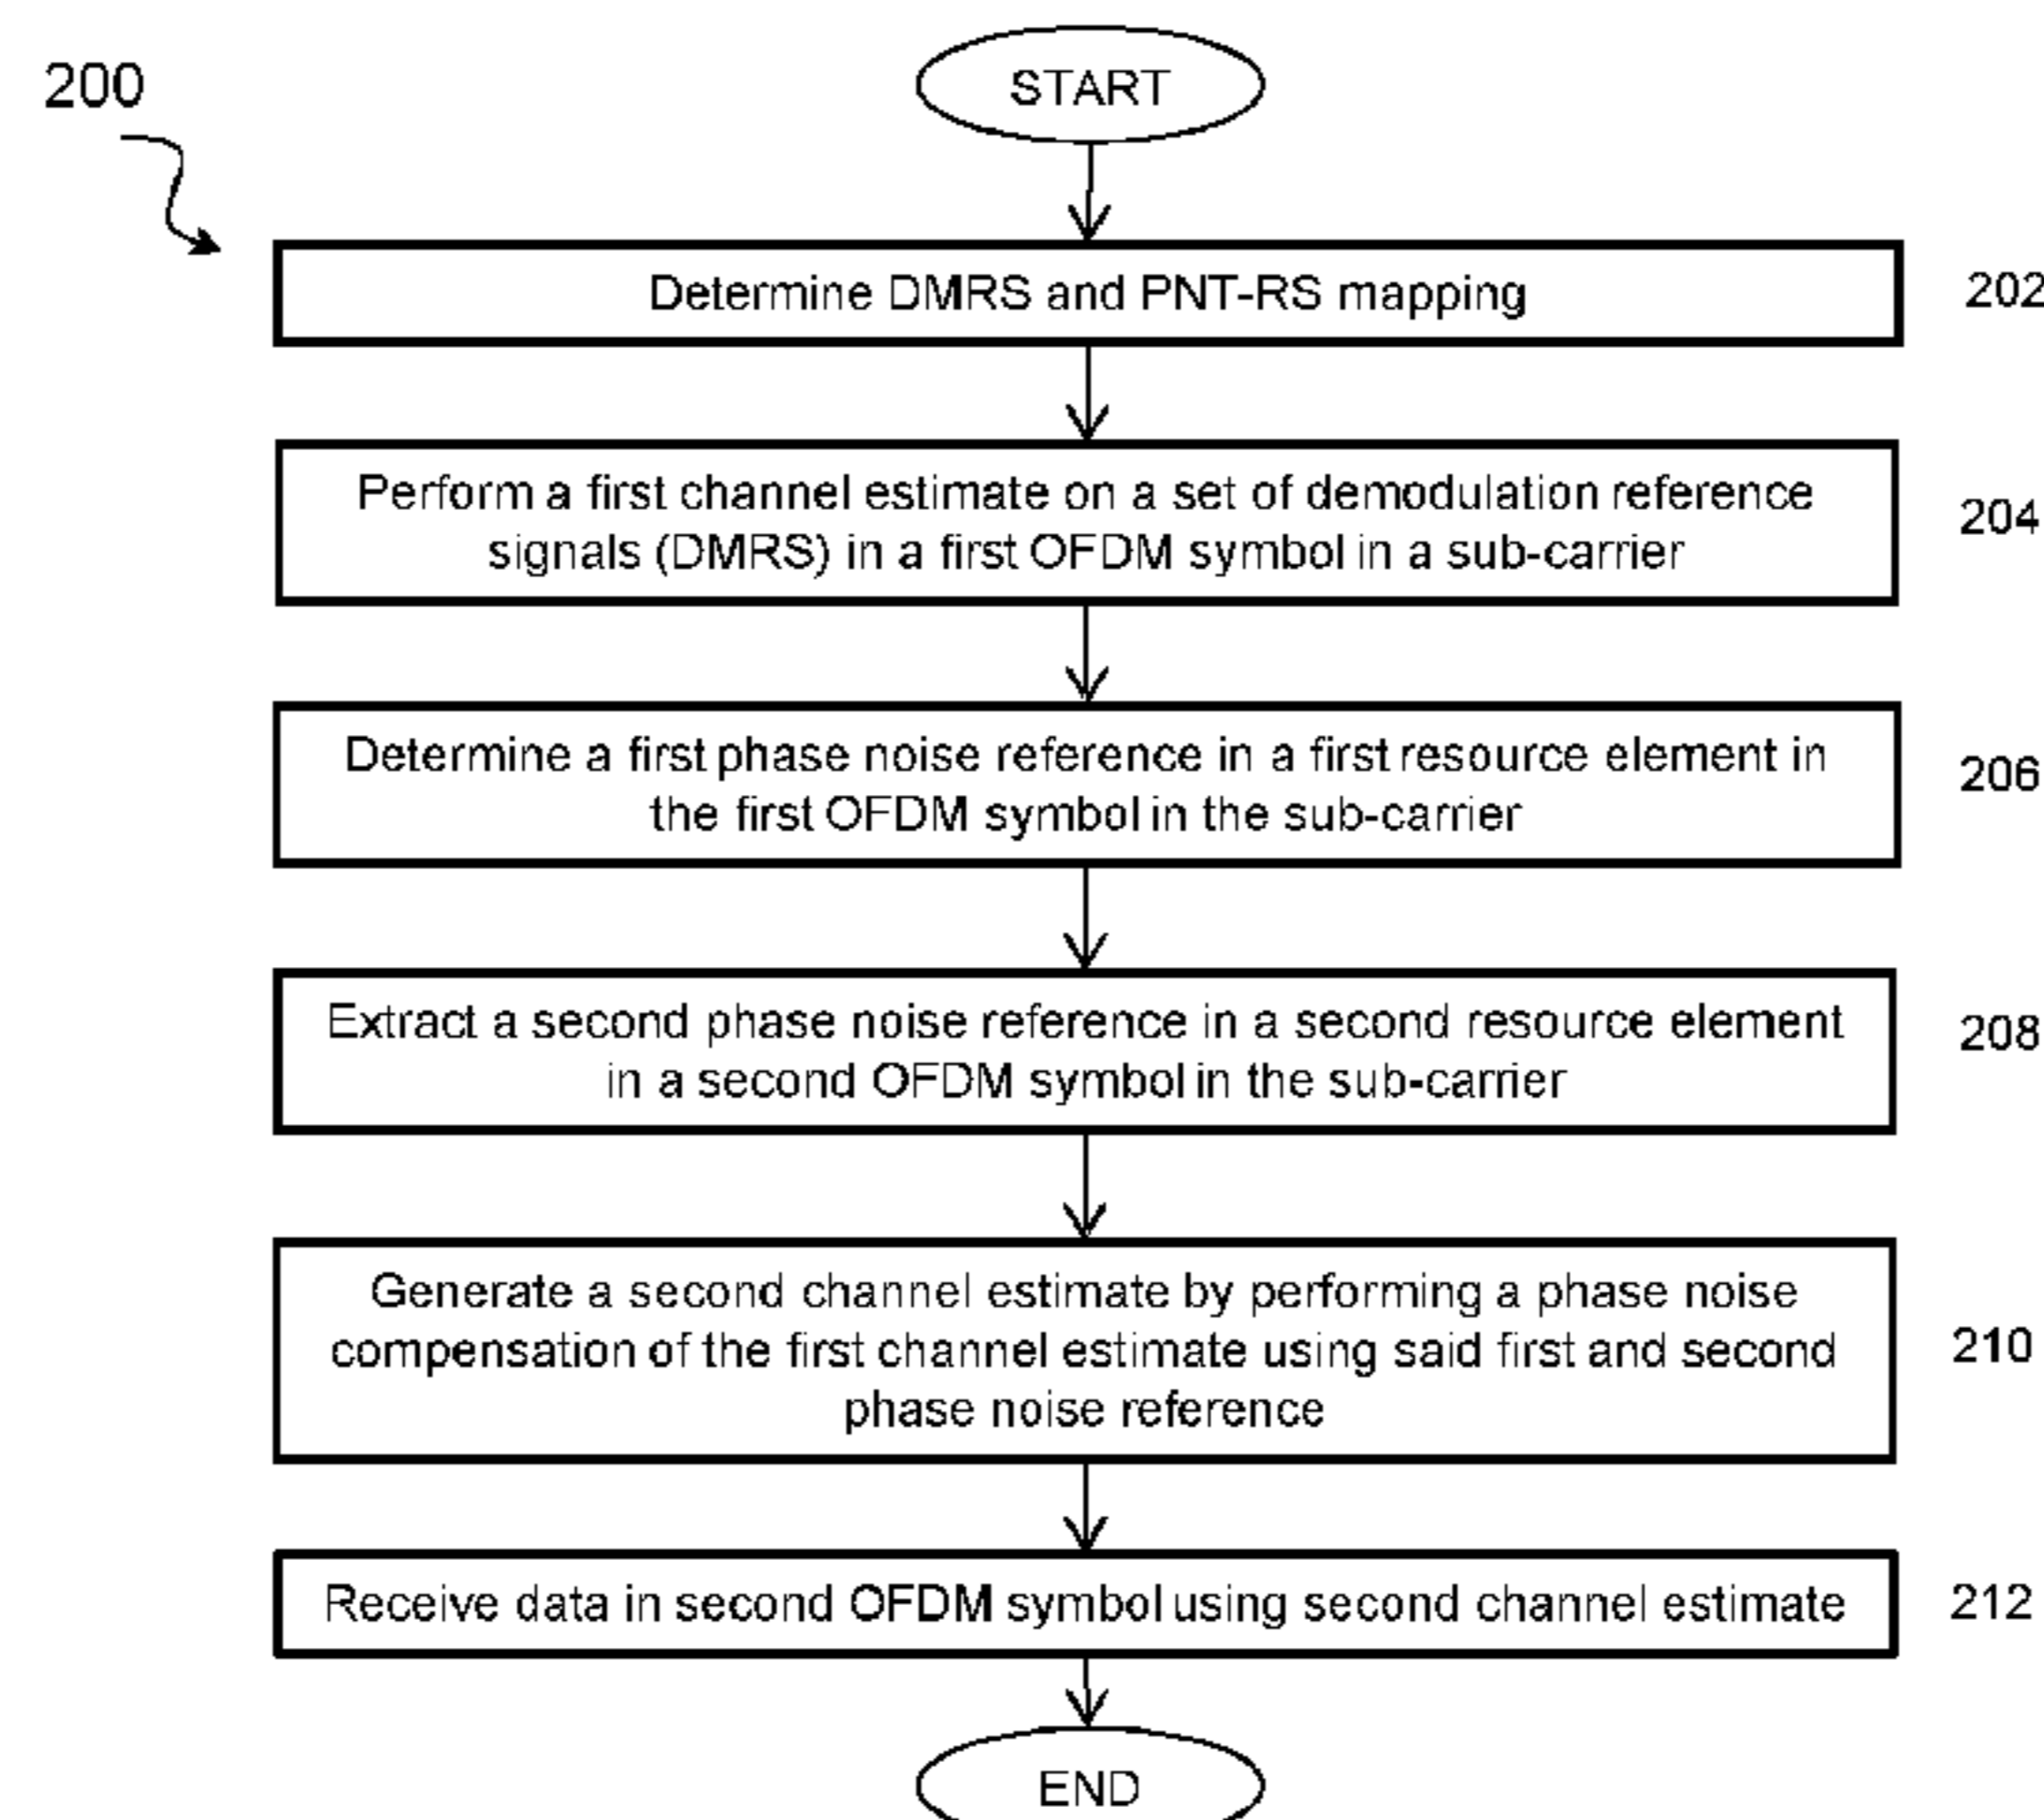 200
START
Determine DMRS and PNT-RS mapping
202
Perform a first channel estimate on a set of demodulation reference
signals (DMRS) in a first OFDM symbol in a sub-carrier
204
Determine a first phase noise reference in a first resource element in
the first OFDM symbol in the sub-carrier
206
Extract a second phase noise reference in a second resource element
in a second OFDM symbol in the sub-carrier
208
Generate a second channel estimate by performing a phase noise
compensation of the first channel estimate using said first and second
phase noise reference
210
Receive data in second OFDM symbol using second channel estimate
212
END